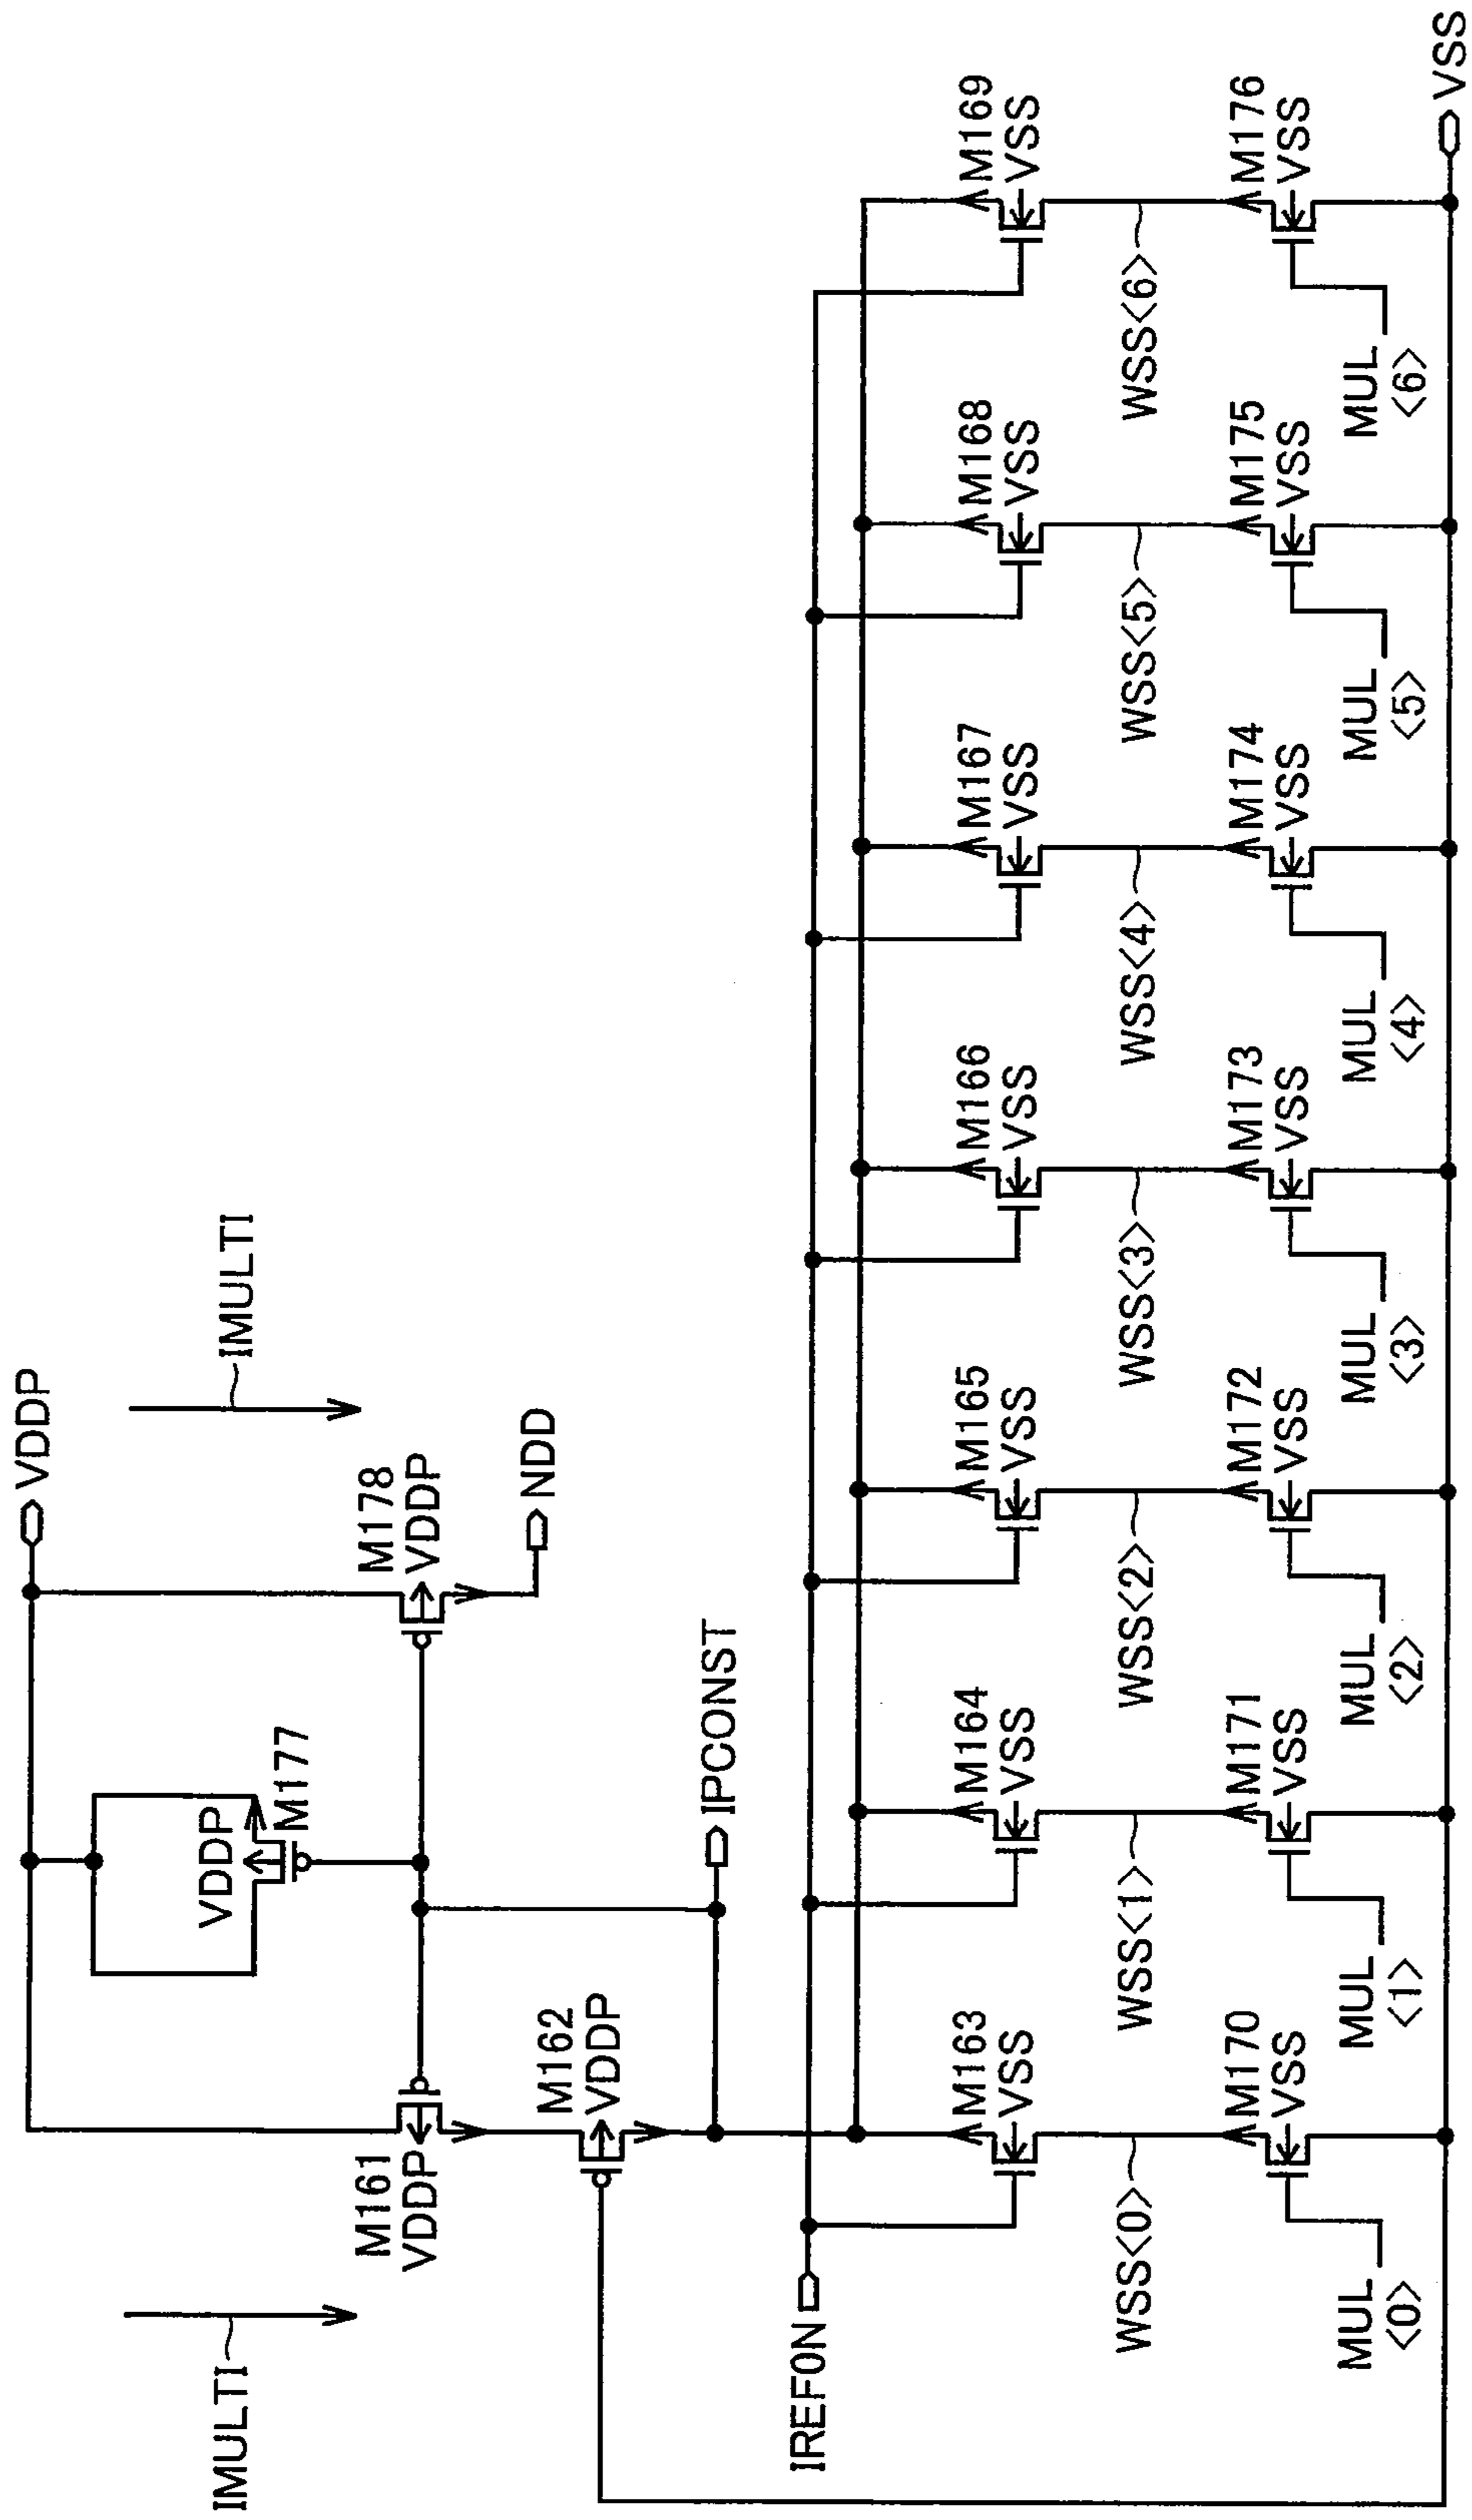 VDDP
IMULTI
IMULTI
VDDP
M177
M161
VDDP
M178
VDDP
NDD
M162
VDDP
IPCONST
IREFON
M163
VSS
M164
VSS
M165
VSS
M166
VSS
M167
VSS
M168
VSS
M169
VSS
WSS<0>
WSS<1>
WSS<2>
WSS<3>
WSS<4>
WSS<5>
WSS<6>
M170
VSS
M171
VSS
M172
VSS
M173
VSS
M174
VSS
M175
VSS
M176
VSS
MUL
<0>
MUL
<1>
MUL
<2>
MUL
<3>
MUL
<4>
MUL
<5>
MUL
<6>
VSS